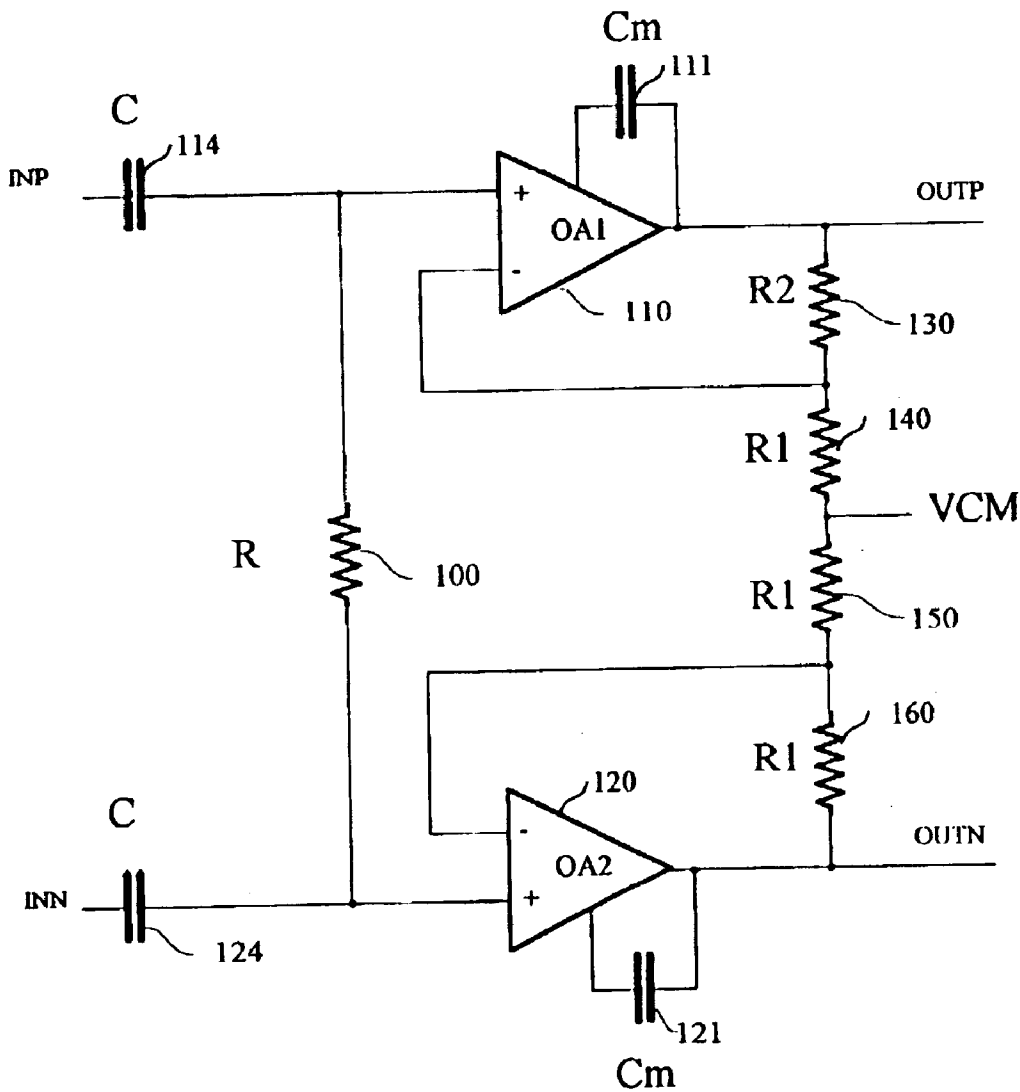 Cm
111
C
114
INP
+
OA1
OUTP
-
110
R2
130
140
R1
VCM
R
100
R1
150
160
R1
120
C
-
OUTN
OA2
INN
+
124
121
Cm